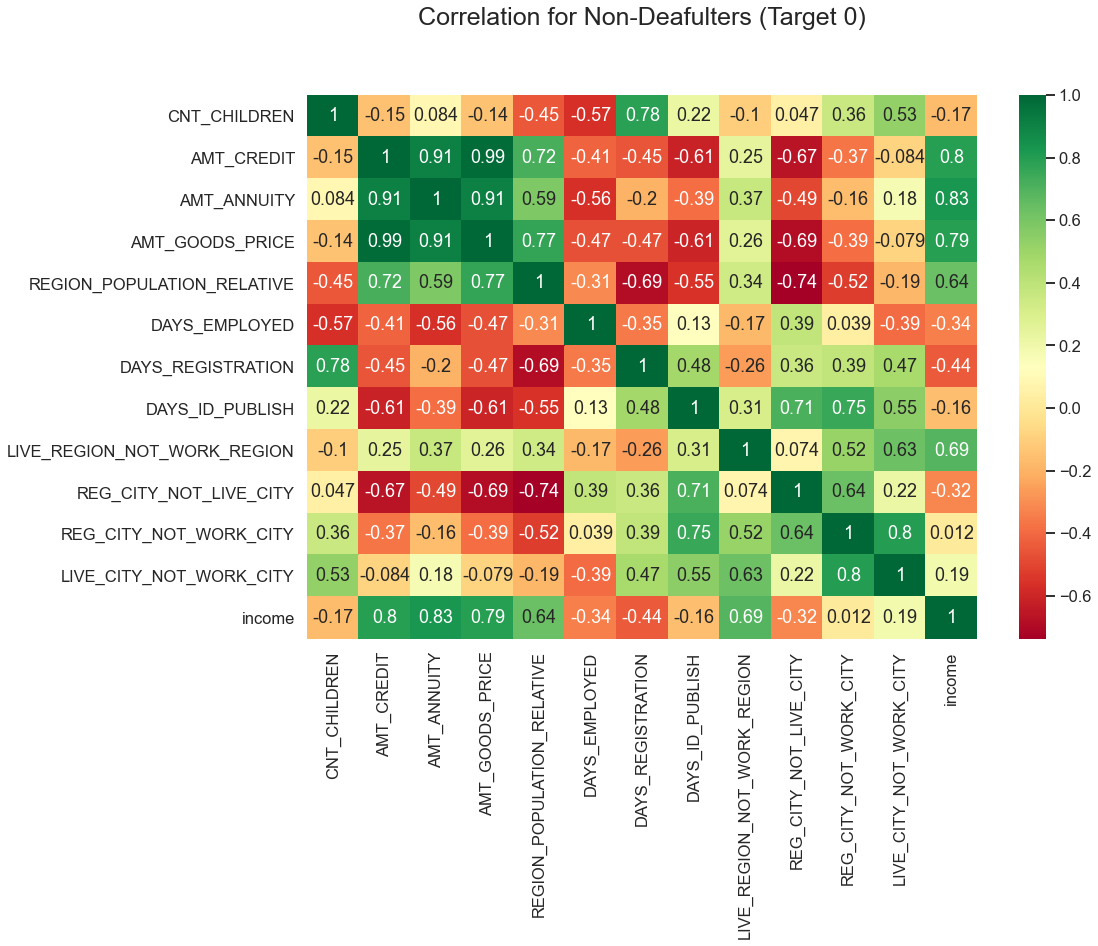 Correlation for Non-Deafulters (Target 0)
CNT_CHILDREN 1 -0.15 0.084 -0.14 -0.45 -0.57 0.78 0.22 -0.1 0.047 0.36 0.53 -0.17
AMT_CREDIT -0.15 1 0.91 0.99 0.72 -0.41 -0.45 -0.61 0.25 -0.67 -0.37 -0.084 0.8
AMT_ANNUITY 0.084 0.91 1 0.91 0.59 -0.56 -0.2 -0.39 0.37 -0.49 -0.16 0.18 0.83
AMT_GOODS_PRICE -0.14 0.99 0.91 1 0.77 -0.47 -0.47 -0.61 0.26 -0.69 -0.39 -0.079 0.79
REGION_POPULATION_RELATIVE -0.45 0.72 0.59 0.77 1 -0.31 -0.69 -0.55 0.34 -0.74 -0.52 -0.19 0.64
DAYS_EMPLOYED -0.57 -0.41 -0.56 -0.47 -0.31 1 -0.35 0.13 -0.17 0.39 0.039 -0.39 -0.34
DAYS_REGISTRATION 0.78 -0.45 -0.2 -0.47 -0.69 -0.35 1 0.48 -0.26 0.36 0.39 0.47 -0.44
DAYS_ID_PUBLISH 0.22 -0.61 -0.39 -0.61 -0.55 0.13 0.48 1 0.31 0.71 0.75 0.55 -0.16
LIVE_REGION_NOT_WORK_REGION -0.1 0.25 0.37 0.26 0.34 -0.17 -0.26 0.31 1 0.074 0.52 0.63 0.69
REG_CITY_NOT_LIVE_CITY 0.047 -0.67 -0.49 -0.69 -0.74 0.39 0.36 0.71 0.074 1 0.64 0.22 -0.32
REG_CITY_NOT_WORK_CITY 0.36 -0.37 -0.16 -0.39 -0.52 0.039 0.39 0.75 0.52 0.64 1 0.8 0.012
LIVE_CITY_NOT_WORK_CITY 0.53 -0.084 0.18 -0.079 -0.19 -0.39 0.47 0.55 0.63 0.22 0.8 1 0.19
income -0.17 0.8 0.83 0.79 0.64 -0.34 -0.44 -0.16 0.69 -0.32 0.012 0.19 1
CNT_CHILDREN
AMT_CREDIT
AMT_ANNUITY
AMT_GOODS_PRICE
REGION_POPULATION_RELATIVE
DAYS_EMPLOYED
DAYS_REGISTRATION
DAYS_ID_PUBLISH
LIVE_REGION_NOT_WORK_REGION
REG_CITY_NOT_LIVE_CITY
REG_CITY_NOT_WORK_CITY
LIVE_CITY_NOT_WORK_CITY
income
1.0
0.8
0.6
0.4
0.2
0.0
-0.2
-0.4
-0.6